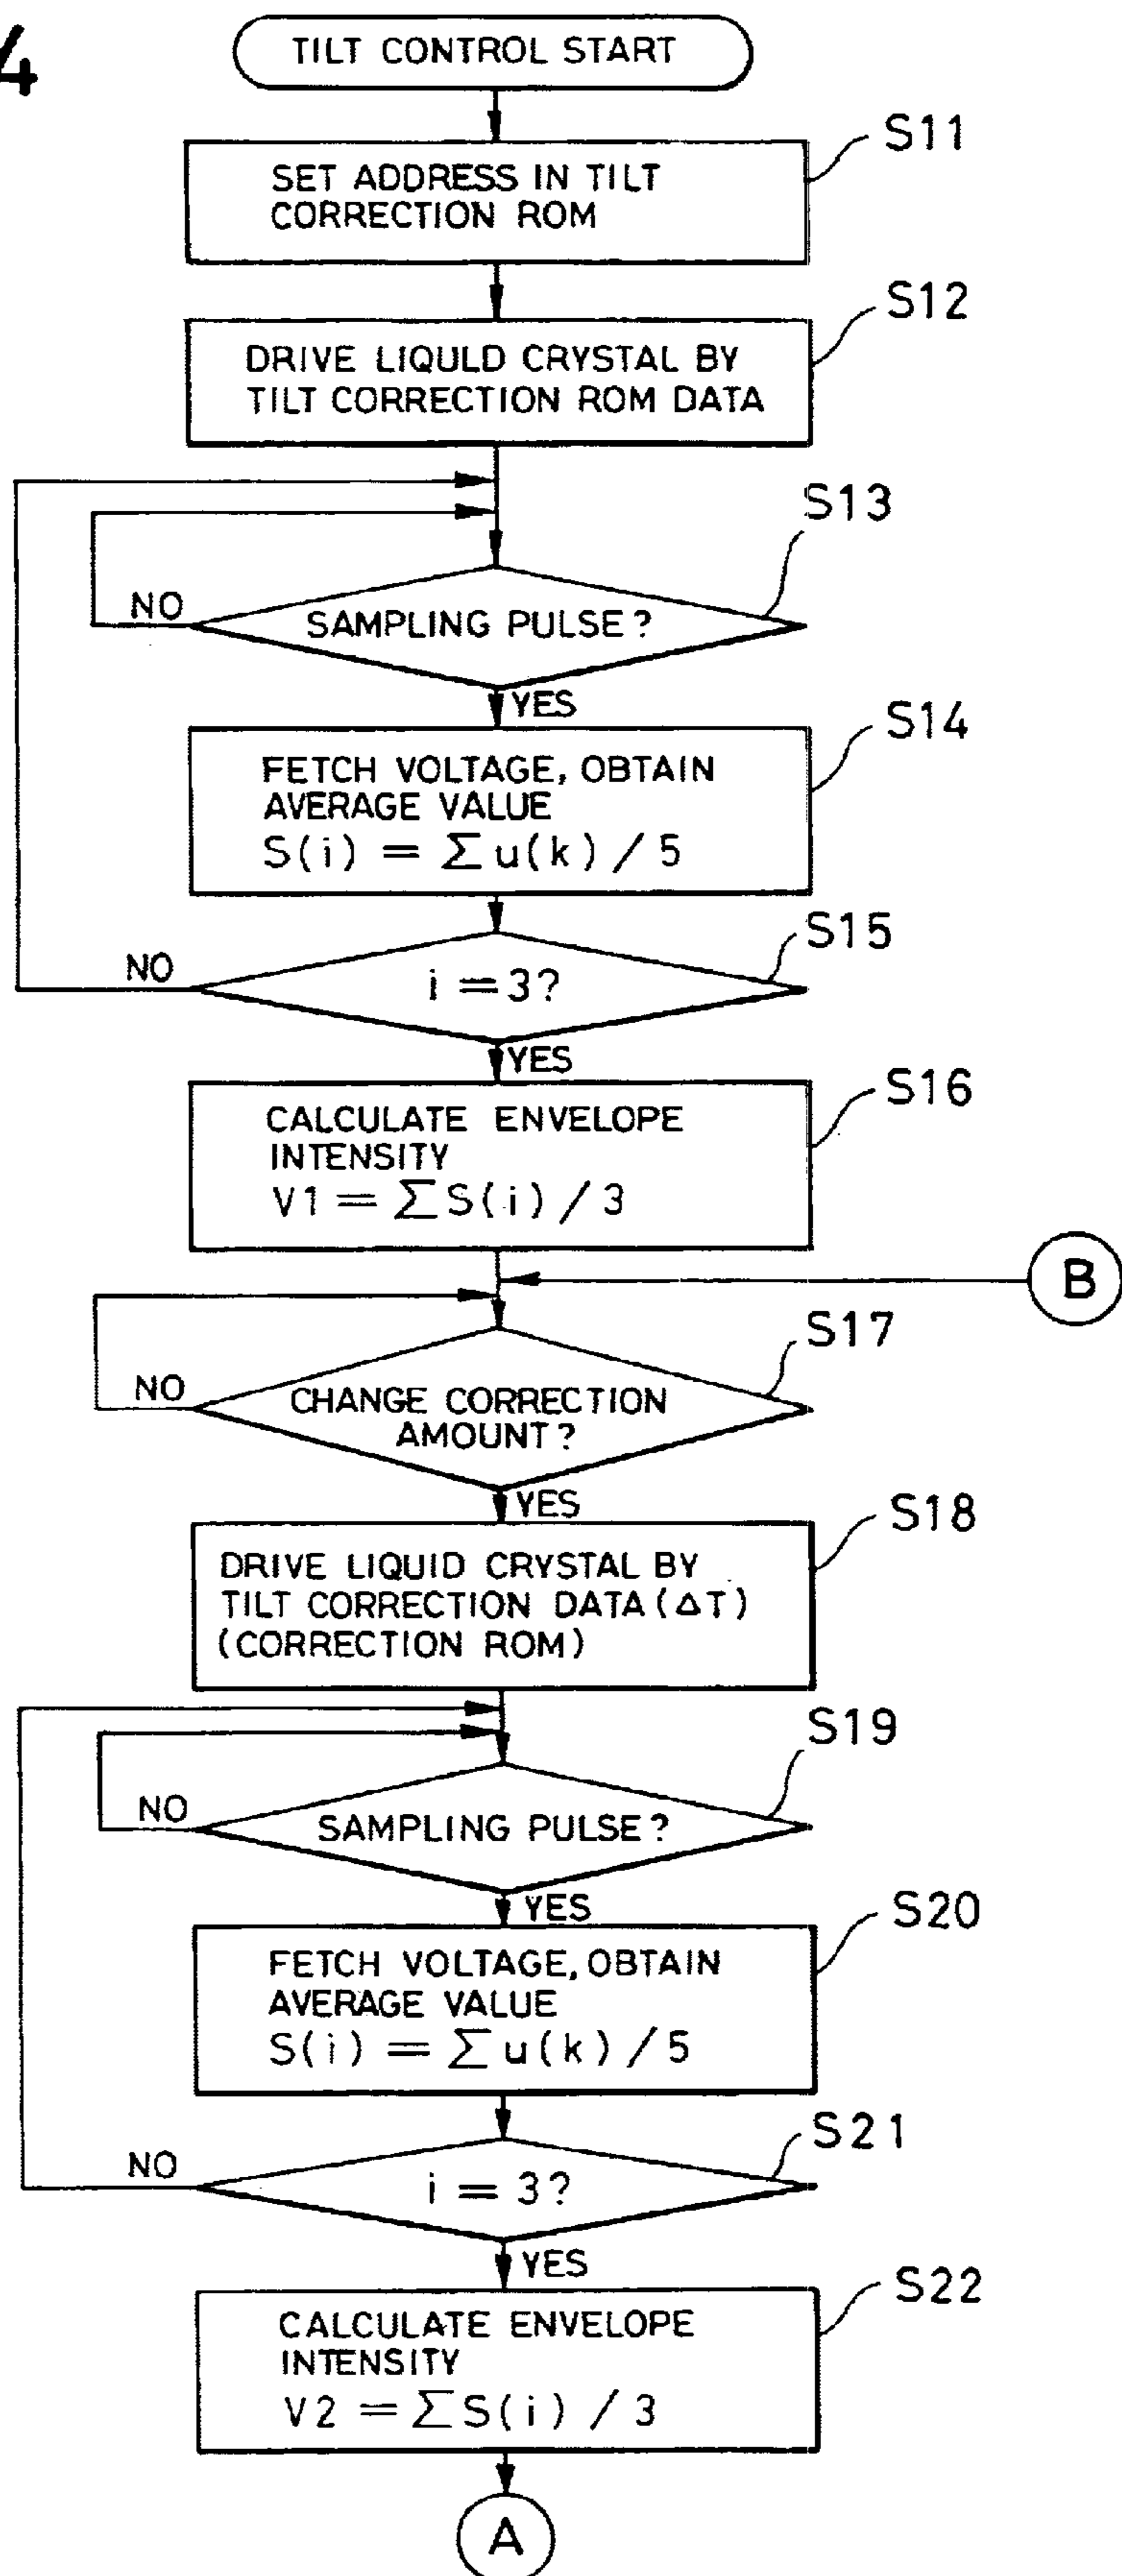 4
TILT CONTROL START
S11
SET ADDRESS IN TILT
CORRECTION ROM
S12
DRIVE LIQULD CRYSTAL BY
TILT CORRECTION ROM DATA
S13
NO
SAMPLING PULSE?
YES
S14
FETCH VOLTAGE, OBTAIN
AVERAGE VALUE
S(i) = Σu(k) / 5
S15
NO
i = 3?
YES
S16
CALCULATE ENVELOPE
INTENSITY
V1 = ΣS(i) / 3
B
S17
NO
CHANGE CORRECTION
AMOUNT?
YES
S18
DRIVE LIQUID CRYSTAL BY
TILT CORRECTION DATA (ΔT)
(CORRECTION ROM)
S19
NO
SAMPLING PULSE?
YES
S20
FETCH VOLTAGE, OBTAIN
AVERAGE VALUE
S(i) = Σu(k) / 5
S21
NO
i = 3?
YES
S22
CALCULATE ENVELOPE
INTENSITY
V2 = ΣS(i) / 3
A